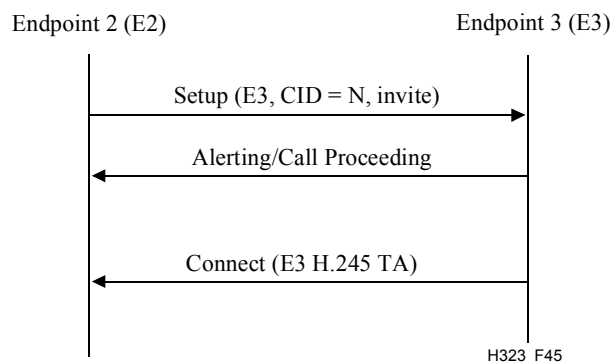 Endpoint 2 (E2)
Endpoint 3 (E3)
Setup (E3, CID = N, invite)
Alerting/Call Proceeding
Connect (E3 H.245 TA)
H323_F45